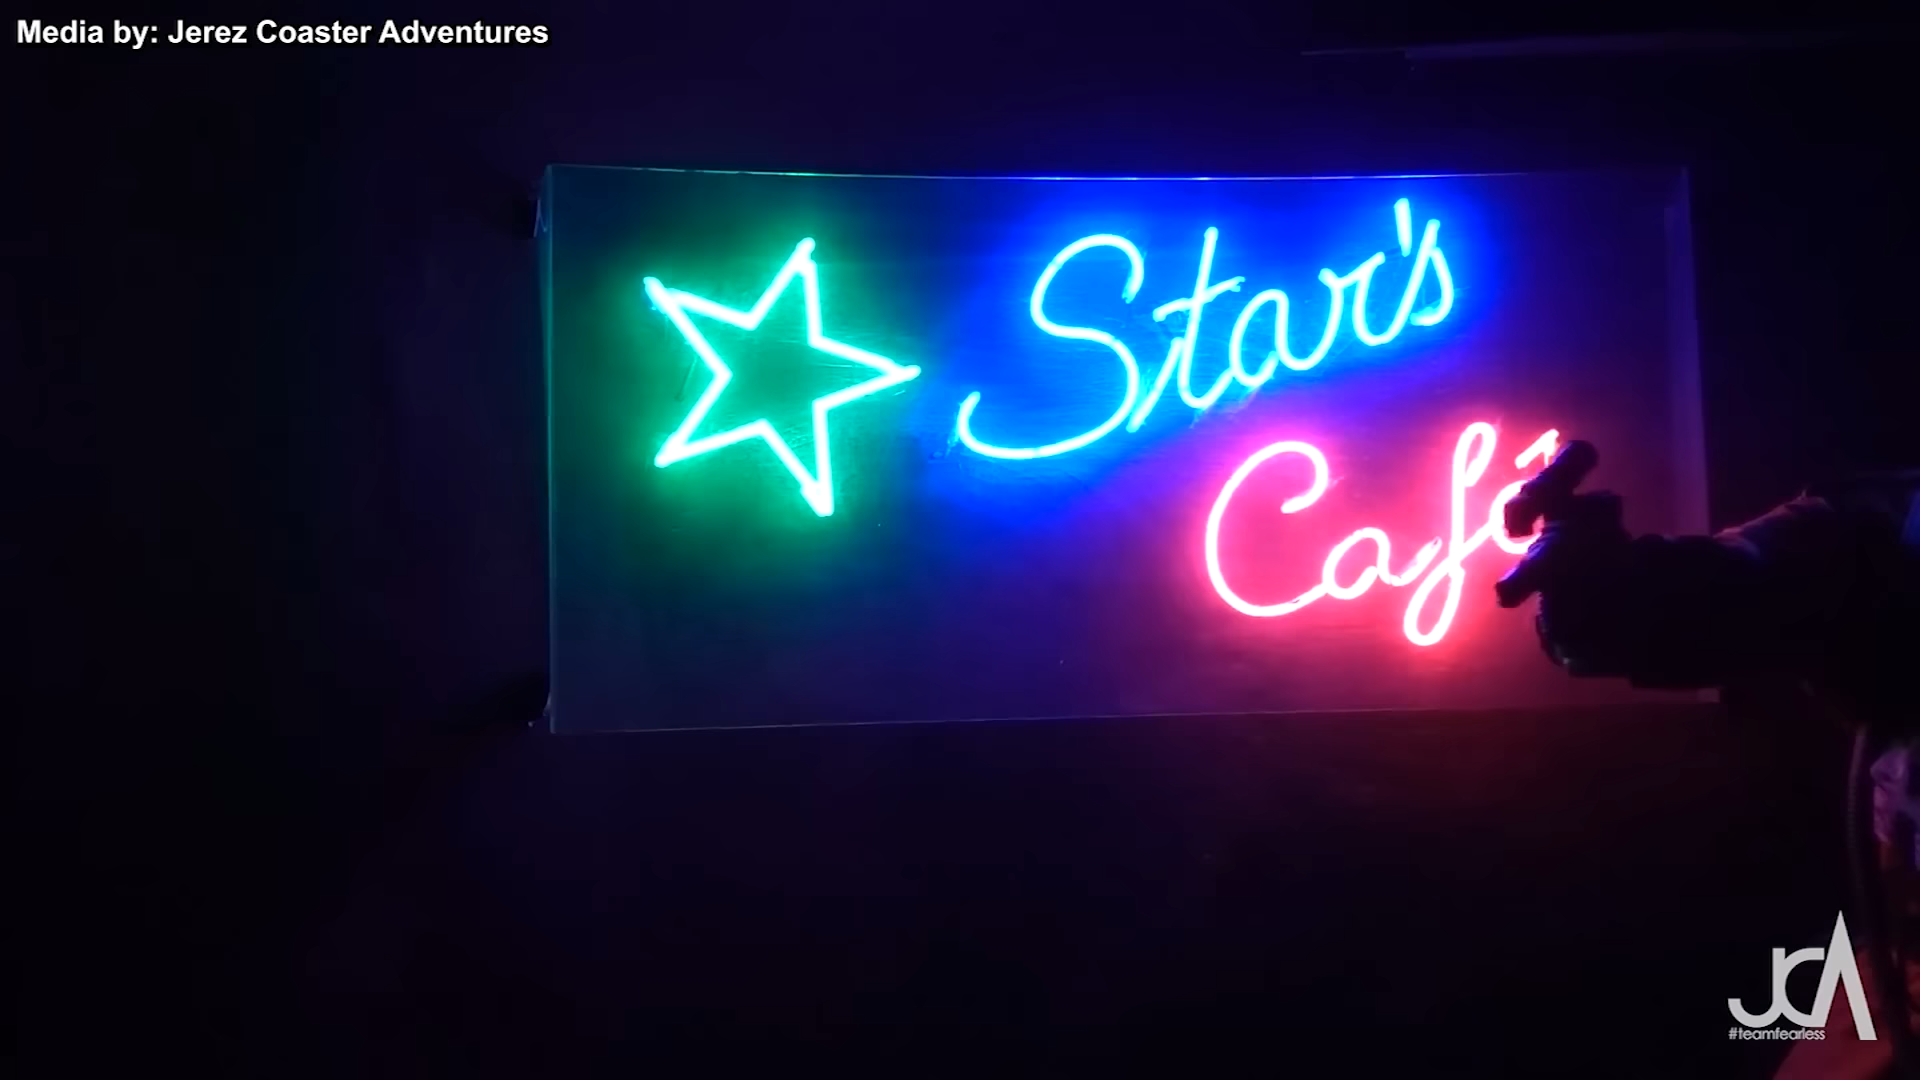 Media by: Jerez Coaster Adventures
Star's
Café
JCA
#teamfearless